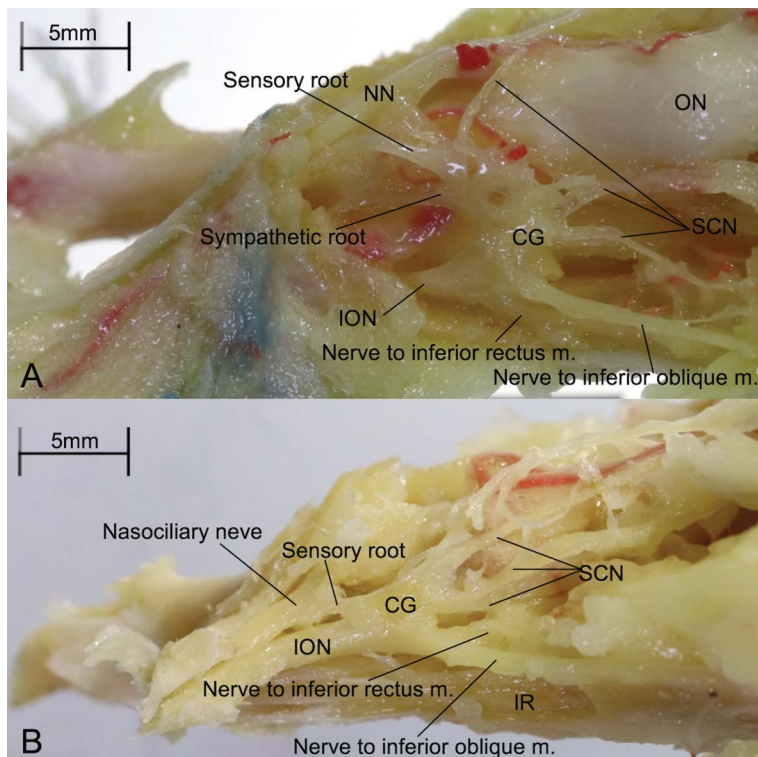 5mm
Sensory root
NN
ON
Sympathetic root
CG
SCN
ION
Nerve to inferior rectus m.
Nerve to inferior oblique m.
A
5mm
Nasociliary neve
Sensory root
SCN
CG
ION
Nerve to inferior rectus m.
IR
Nerve to inferior oblique m.
B